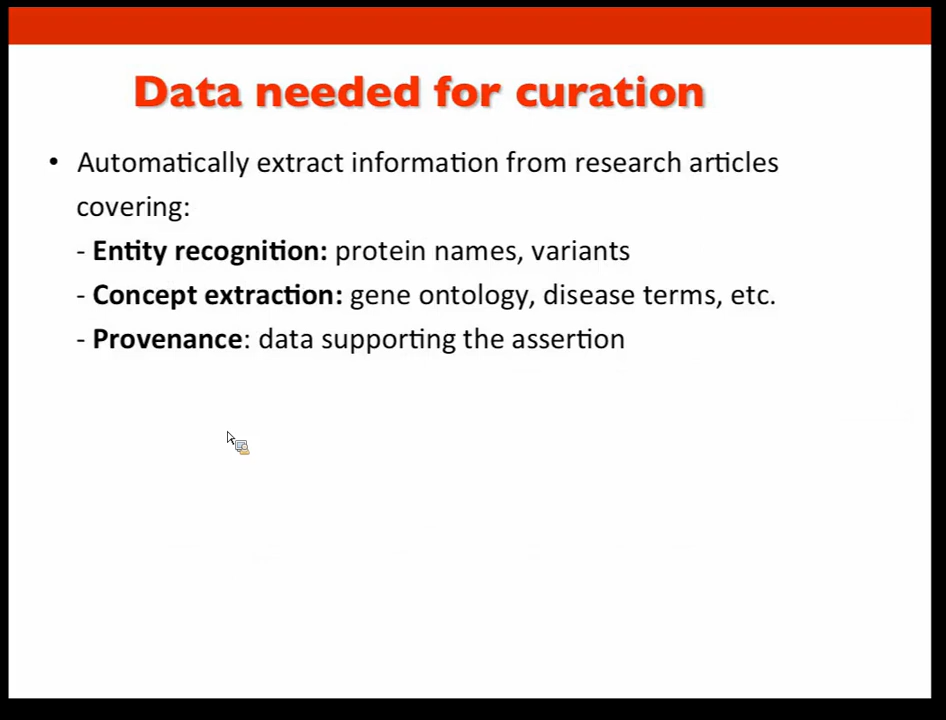 Data needed for curation
• Automatically extract information from research articles
covering:
- Entity recognition: protein names, variants
- Concept extraction: gene ontology, disease terms, etc.
- Provenance: data supporting the assertion